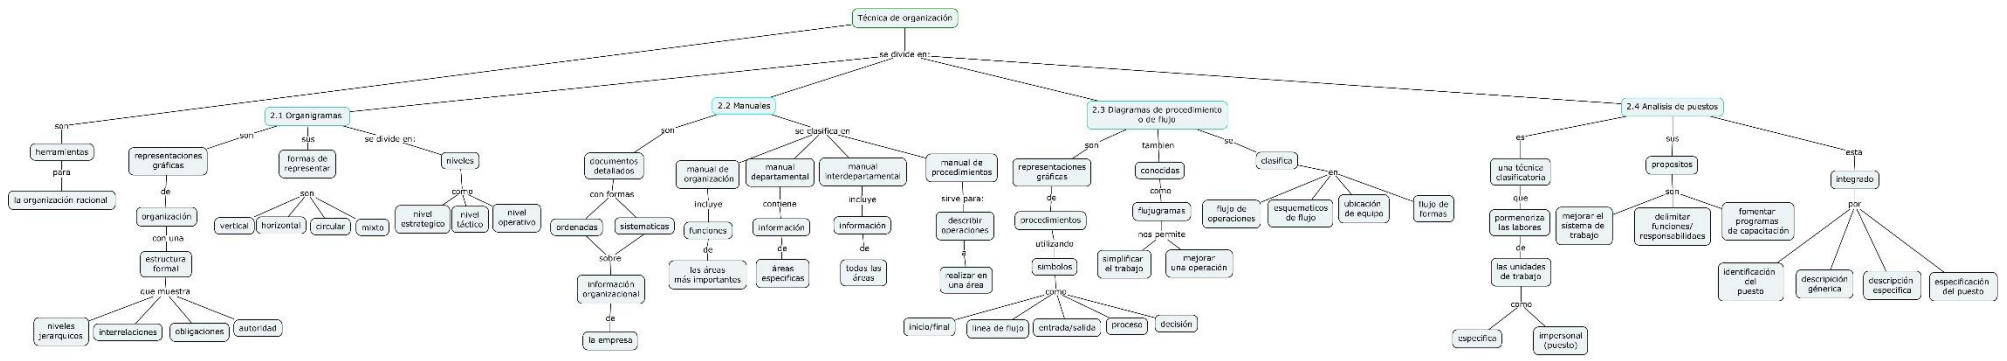 Técnica de organización
se divide en:
son
herramientas
para
la organización racional
2.1 Organigramas
son
representaciones
gráficas
de
organización
con una
estructura
formal
que muestra
niveles
jerarquicos
interrelaciones
obligaciones
autoridad
sus
formas de
representar
son
vertical
horizontal
circular
mixto
se divide en:
niveles
como
nivel
estrategico
nivel
táctico
nivel
operativo
2.2 Manuales
son
documentos
detallados
con formas
ordenadas
sistematicas
sobre
información
organizacional
de
la empresa
se clasifica en
manual de
organización
incluye
funciones
de
las áreas
más importantes
manual
departamental
contiene
información
de
áreas
especificas
manual
interdepartamental
incluye
información
de
todas las
áreas
manual de
procedimientos
sirve para:
describir
operaciones
a
realizar en
una área
2.3 Diagramas de procedimiento
o de flujo
son
representaciones
gráficas
de
procedimientos
utilizando
simbolos
como
inicio/final
linea de flujo
entrada/salida
proceso
decisión
tambien
conocidas
como
flujugramas
nos permite
simplificar
el trabajo
mejorar
una operación
se
clasifica
en
flujo de
operaciones
esquematicos
de flujo
ubicación
de equipo
flujo de
formas
2.4 Analisis de puestos
es
una técnica
clasificatoria
que
pormenoriza
las labores
de
las unidades
de trabajo
como
especifica
impersonal
(puesto)
sus
propositos
son
mejorar el
sistema de
trabajo
delimitar
funciones/
responsabilidaes
fomentar
programas
de capacitación
esta
integrado
por
identificación
del
puesto
descripición
génerica
descripción
especifica
especificación
del puesto